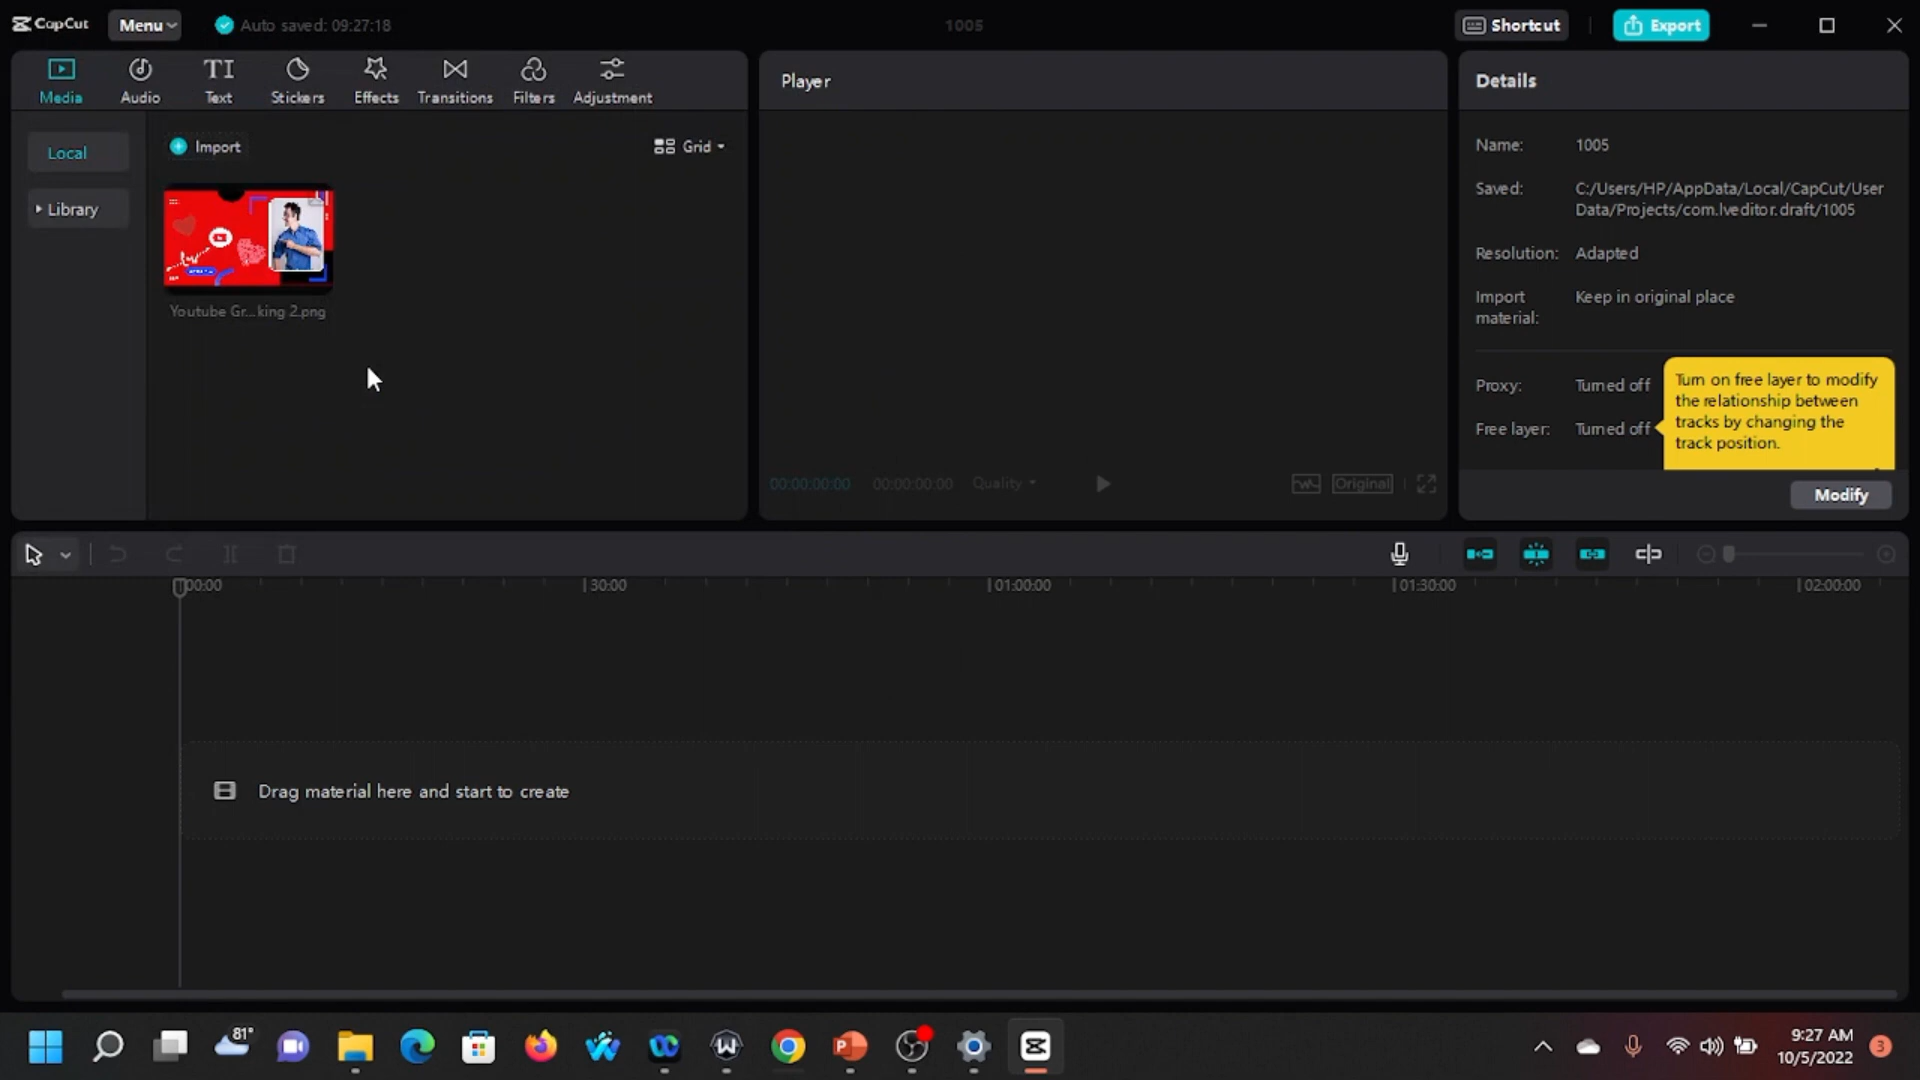 CapCut
Menu
Auto saved: 09:27:18
1005
Shortcut
Export
Media
Audio
TI
Text
Stickers
Effects
Transitions
Filters
Adjustment
Player
Details
Local
Import
Grid
Library
Youtube Gr...king 2.png
Name: 1005
Saved: C:/Users/HP/AppData/Local/CapCut/User
Data/Projects/com.lveditor.draft/1005
Resolution: Adapted
Import Keep in original place
material:
Proxy: Turned off
Free layer: Turned off
Turn on free layer to modify
the relationship between
tracks by changing the
track position.
Modify
00:00:00:00
00:00:00:00
Quality
Original
00:00
30:00
01:00:00
01:30:00
02:00:00
Drag material here and start to create
81°
9:27 AM
10/5/2022
3